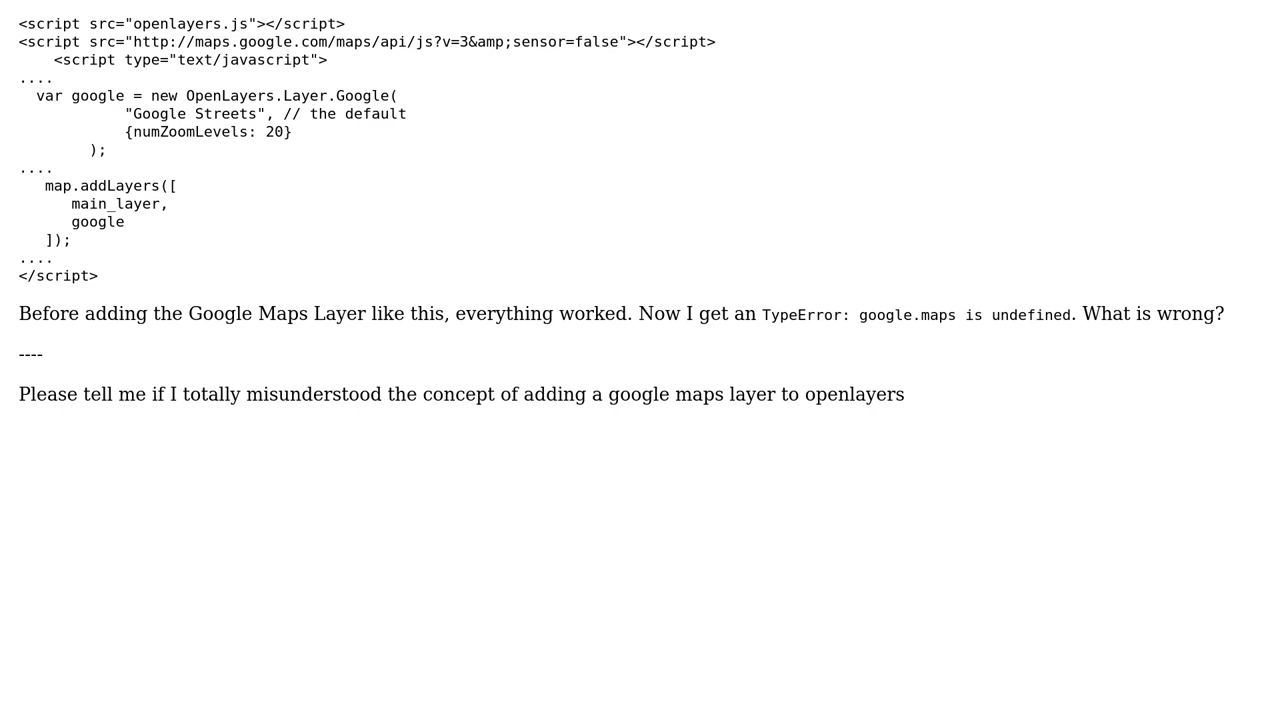 <script src="openlayers.js"></script>
<script src="http://maps.google.com/maps/api/js?v=3&amp;sensor=false"></script>
    <script type="text/javascript">
....
  var google = new OpenLayers.Layer.Google(
            "Google Streets", // the default
            {numZoomLevels: 20}
        );
....
   map.addLayers([
      main_layer,
      google
   ]);
....
</script>
Before adding the Google Maps Layer like this, everything worked. Now I get an TypeError: google.maps is undefined. What is wrong?
----
Please tell me if I totally misunderstood the concept of adding a google maps layer to openlayers